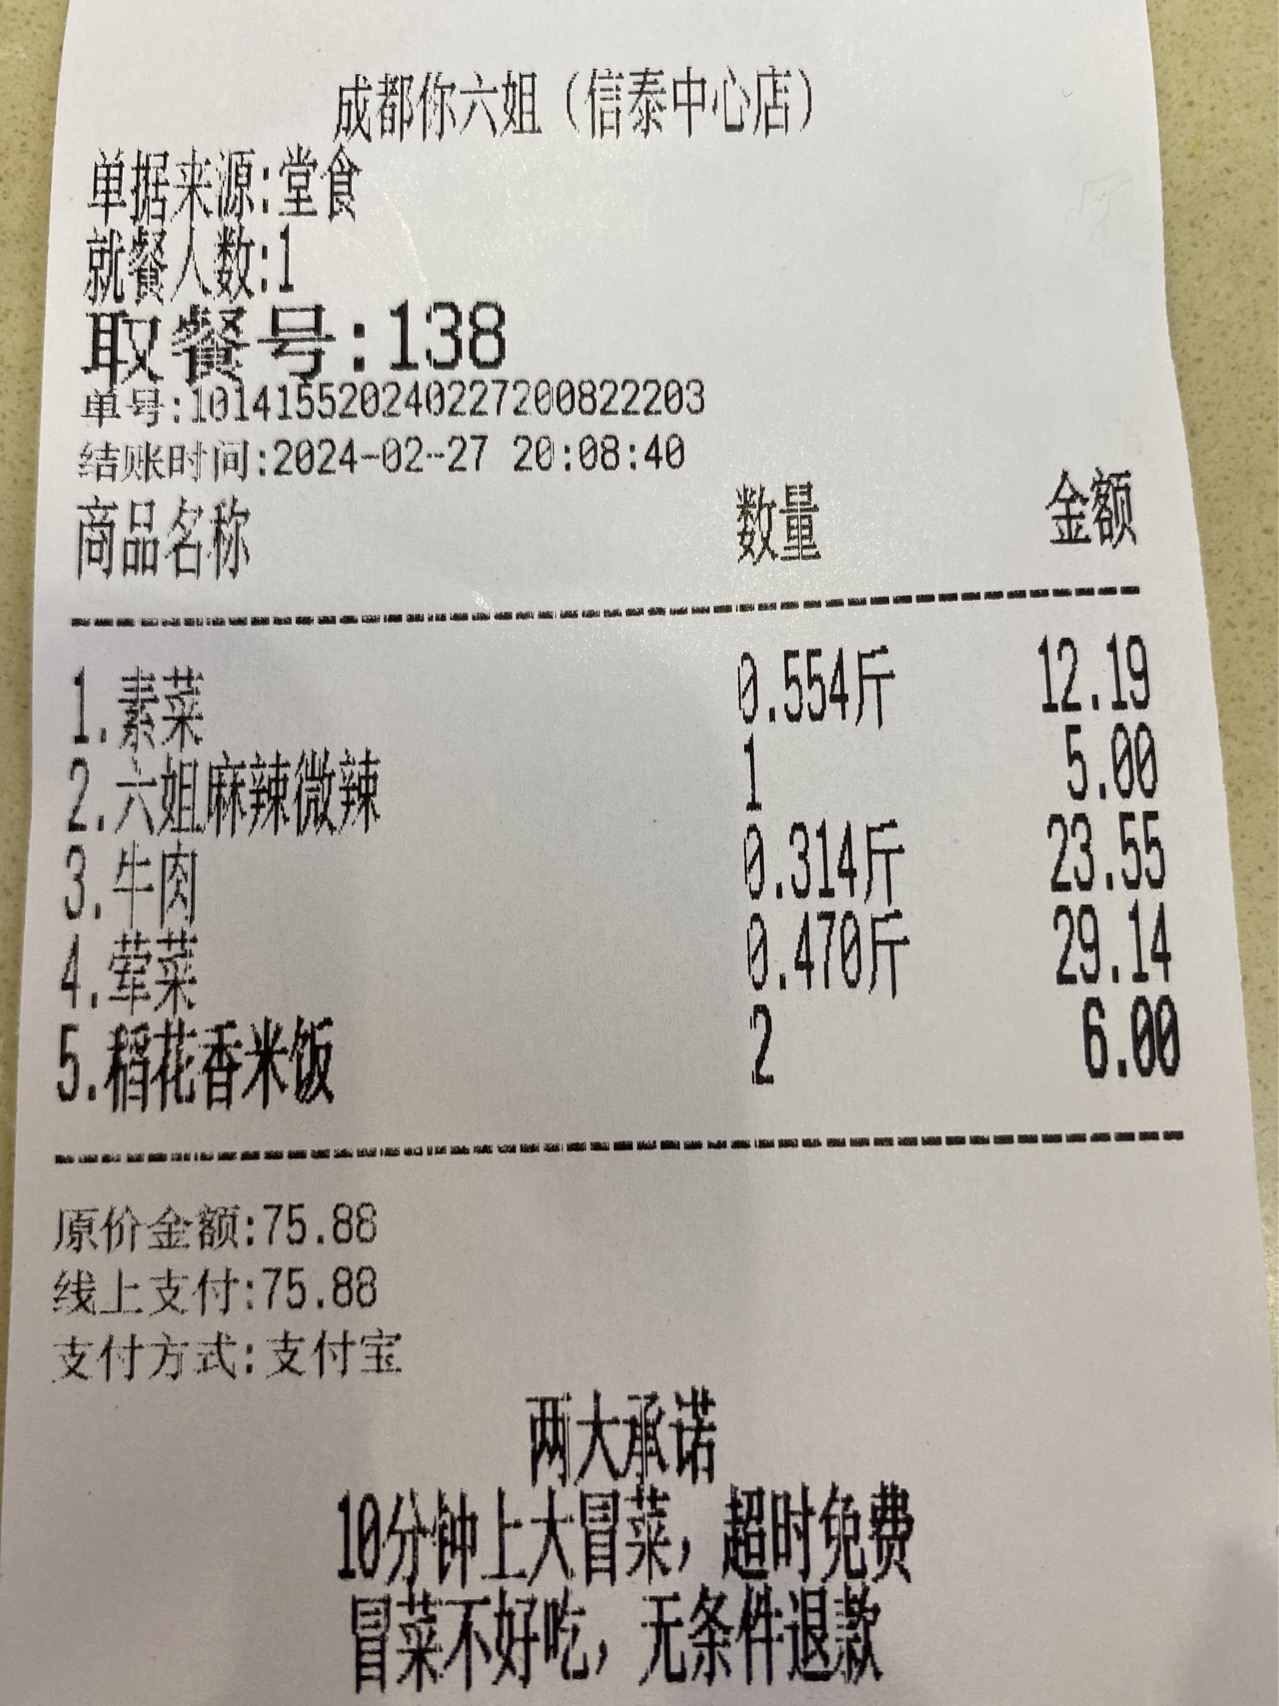 成都你六姐（信泰中心店）
单据来源:堂食
就餐人数:1
取餐号:138
单号:10141552024022720082​2203
结账时间:2024-02-27 20:08:40
商品名称 数量 金额
1.素菜 0.554斤 12.19
2.六姐麻辣微辣 1 5.00
3.牛肉 0.314斤 23.55
4.荤菜 0.470斤 29.14
5.稻花香米饭 2 6.00
原价金额:75.88
线上支付:75.88
支付方式:支付宝
两大承诺
10分钟上大冒菜，超时免费
冒菜不好吃，无条件退款